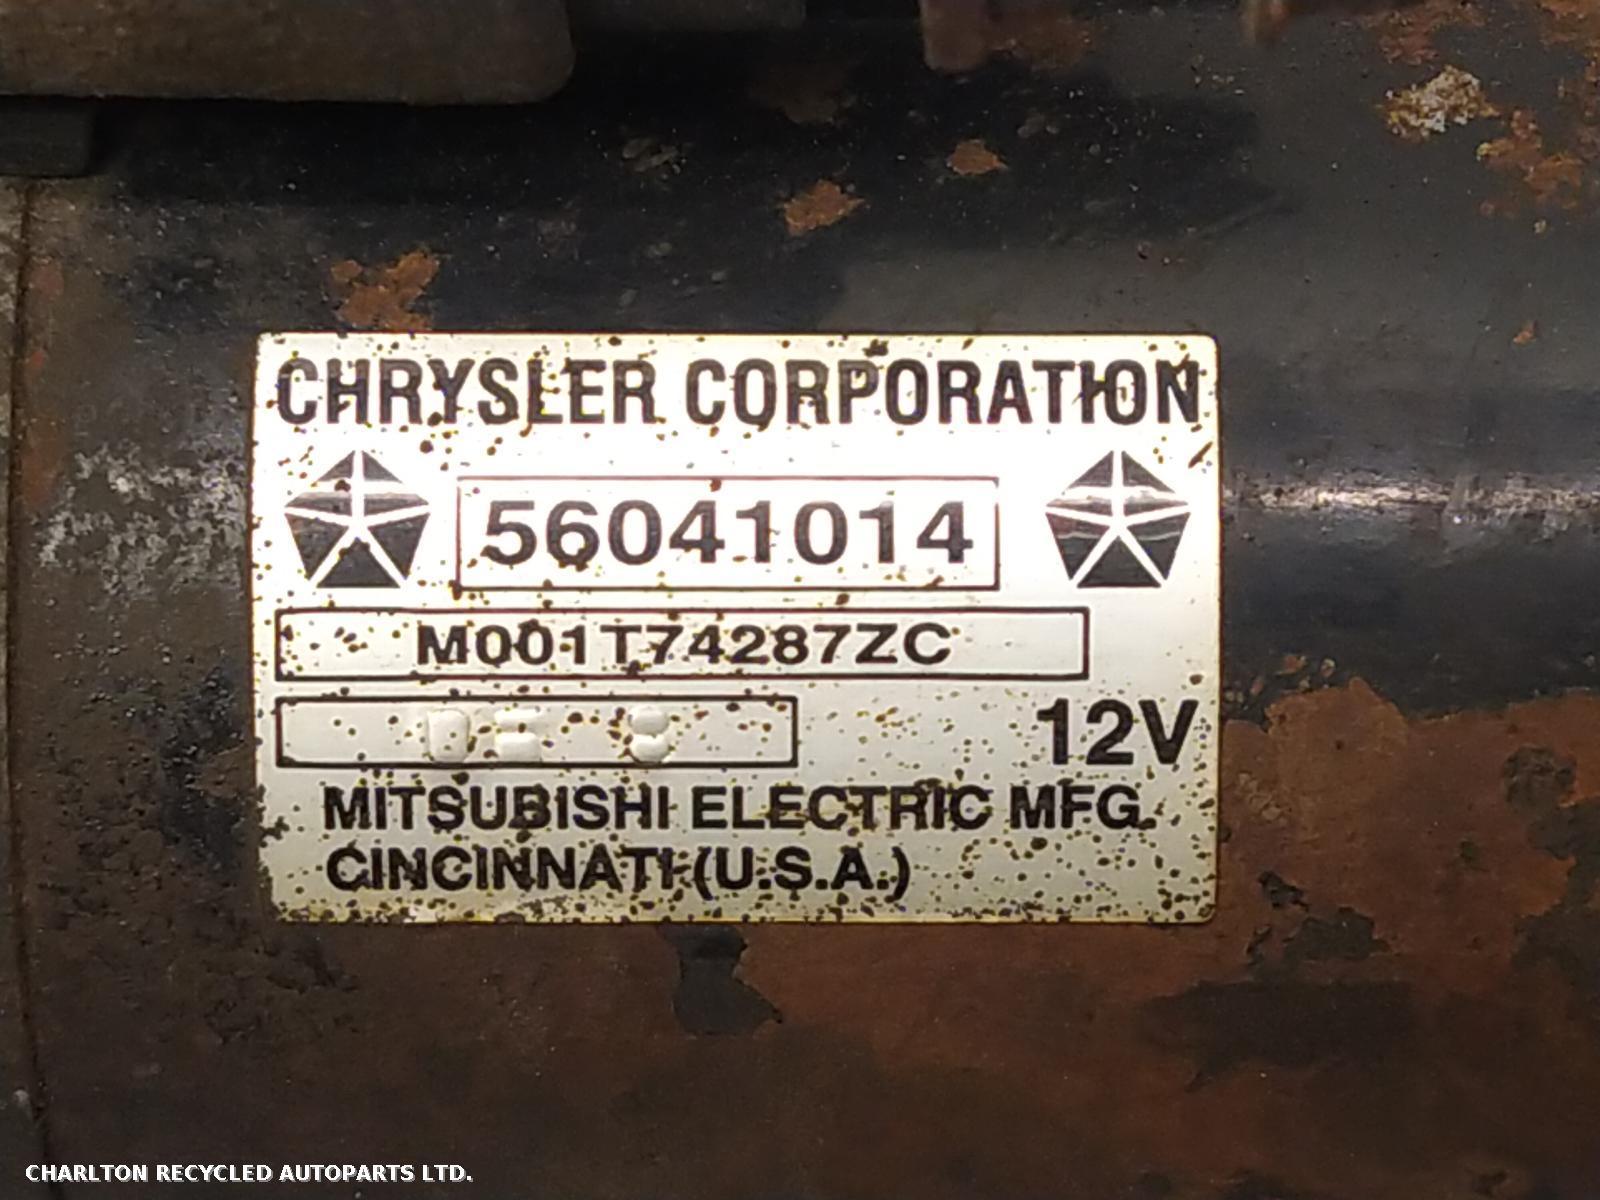 CHRYSLER CORPORATION
56041014
M001T74287ZC
12V
MITSUBISHI ELECTRIC MFG.
CINCINNATI (U.S.A.)
CHARLTON RECYCLED AUTOPARTS LTD.